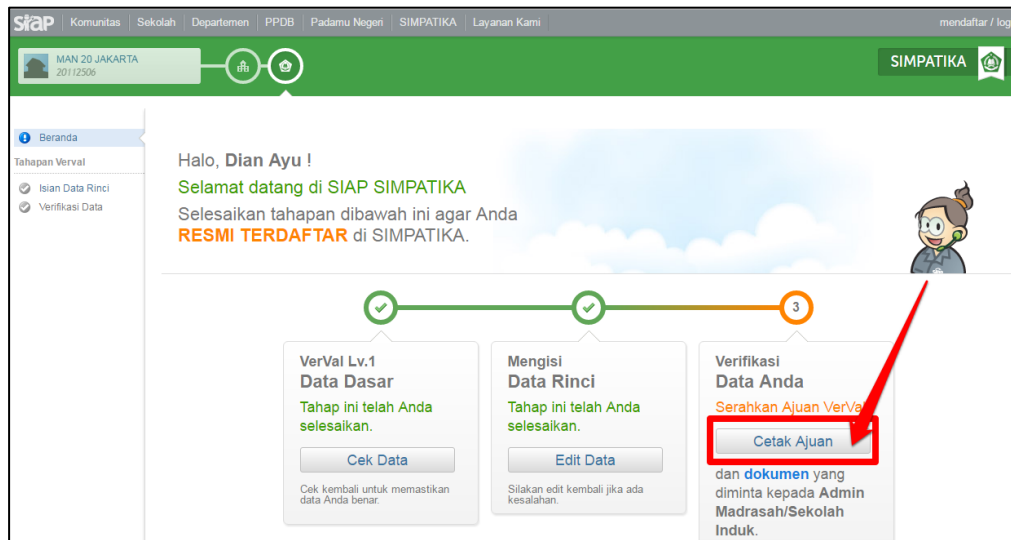 siap Komunitas Sekolah Departemen PPDB Padamu Negeri SIMPATIKA Layanan Kami mendaftar / log
MAN 20 JAKARTA
20112506
SIMPATIKA
Beranda
Tahapan Verval
Isian Data Rinci
Verifikasi Data
Halo, Dian Ayu !
Selamat datang di SIAP SIMPATIKA
Selesaikan tahapan dibawah ini agar Anda
RESMI TERDAFTAR di SIMPATIKA.
3
VerVal Lv.1
Data Dasar
Tahap ini telah Anda
selesaikan.
Cek Data
Cek kembali untuk memastikan
data Anda benar.
Mengisi
Data Rinci
Tahap ini telah Anda
selesaikan.
Edit Data
Silakan edit kembali jika ada
kesalahan.
Verifikasi
Data Anda
Serahkan Ajuan VerVal
Cetak Ajuan
dan dokumen yang
diminta kepada Admin
Madrasah/Sekolah
Induk.